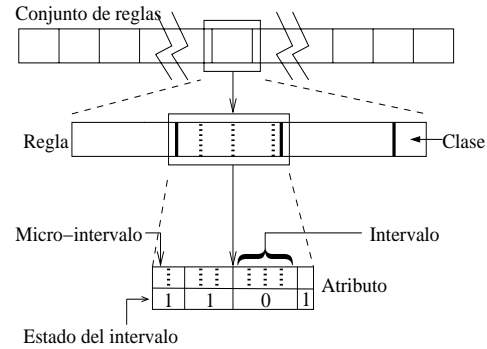 Conjunto de reglas
Regla
Clase
Micro−intervalo
Intervalo
Atributo
1 1 0 1
Estado del intervalo